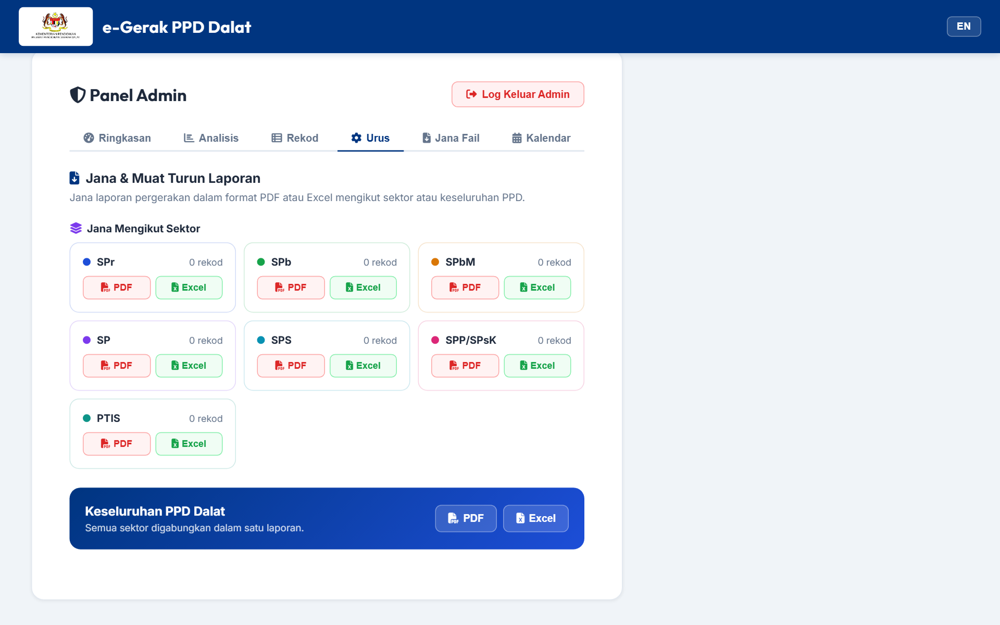 KEMENTERIAN PENDIDIKAN
PEJABAT PENDIDIKAN DAERAH DALAT
e-Gerak PPD Dalat
EN
Panel Admin
Log Keluar Admin
Ringkasan
Analisis
Rekod
Urus
Jana Fail
Kalendar
Jana & Muat Turun Laporan
Jana laporan pergerakan dalam format PDF atau Excel mengikut sektor atau keseluruhan PPD.
Jana Mengikut Sektor
SPr 0 rekod
PDF Excel
SPb 0 rekod
PDF Excel
SPbM 0 rekod
PDF Excel
SP 0 rekod
PDF Excel
SPS 0 rekod
PDF Excel
SPP/SPsK 0 rekod
PDF Excel
PTIS 0 rekod
PDF Excel
Keseluruhan PPD Dalat
Semua sektor digabungkan dalam satu laporan.
PDF Excel